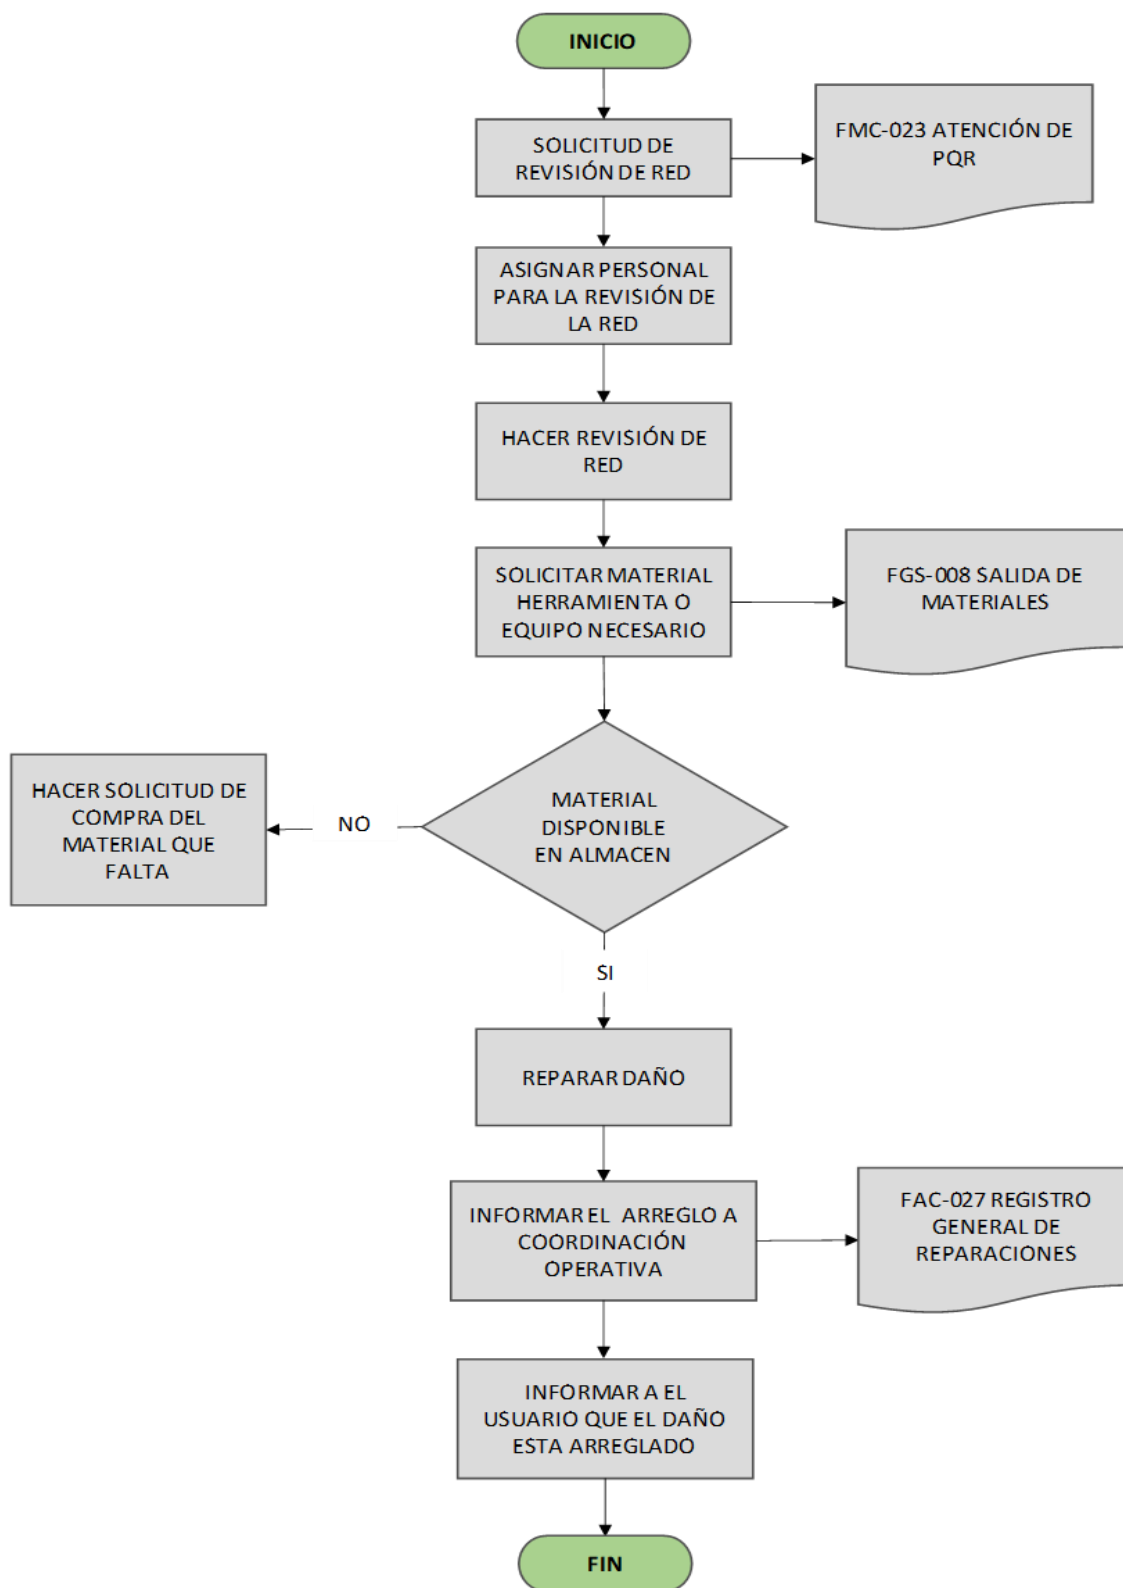 INICIO
SOLICITUD DE
REVISIÓN DE RED
FMC-023 ATENCIÓN DE
PQR
ASIGNAR PERSONAL
PARA LA REVISIÓN DE
LA RED
HACER REVISIÓN DE
RED
SOLICITAR MATERIAL
HERRAMIENTA O
EQUIPO NECESARIO
FGS-008 SALIDA DE
MATERIALES
HACER SOLICITUD DE
COMPRA DEL
MATERIAL QUE
FALTA
NO
MATERIAL
DISPONIBLE
EN ALMACEN
SI
REPARAR DAÑO
INFORMAR EL ARREGLO A
COORDINACIÓN
OPERATIVA
FAC-027 REGISTRO
GENERAL DE
REPARACIONES
INFORMAR A EL
USUARIO QUE EL DAÑO
ESTA ARREGLADO
FIN